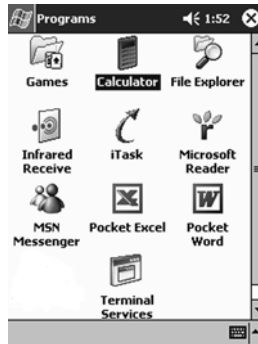 Programs 1:52
Games Calculator File Explorer
Infrared Receive iTask Microsoft Reader
MSN Messenger Pocket Excel Pocket Word
Terminal Services